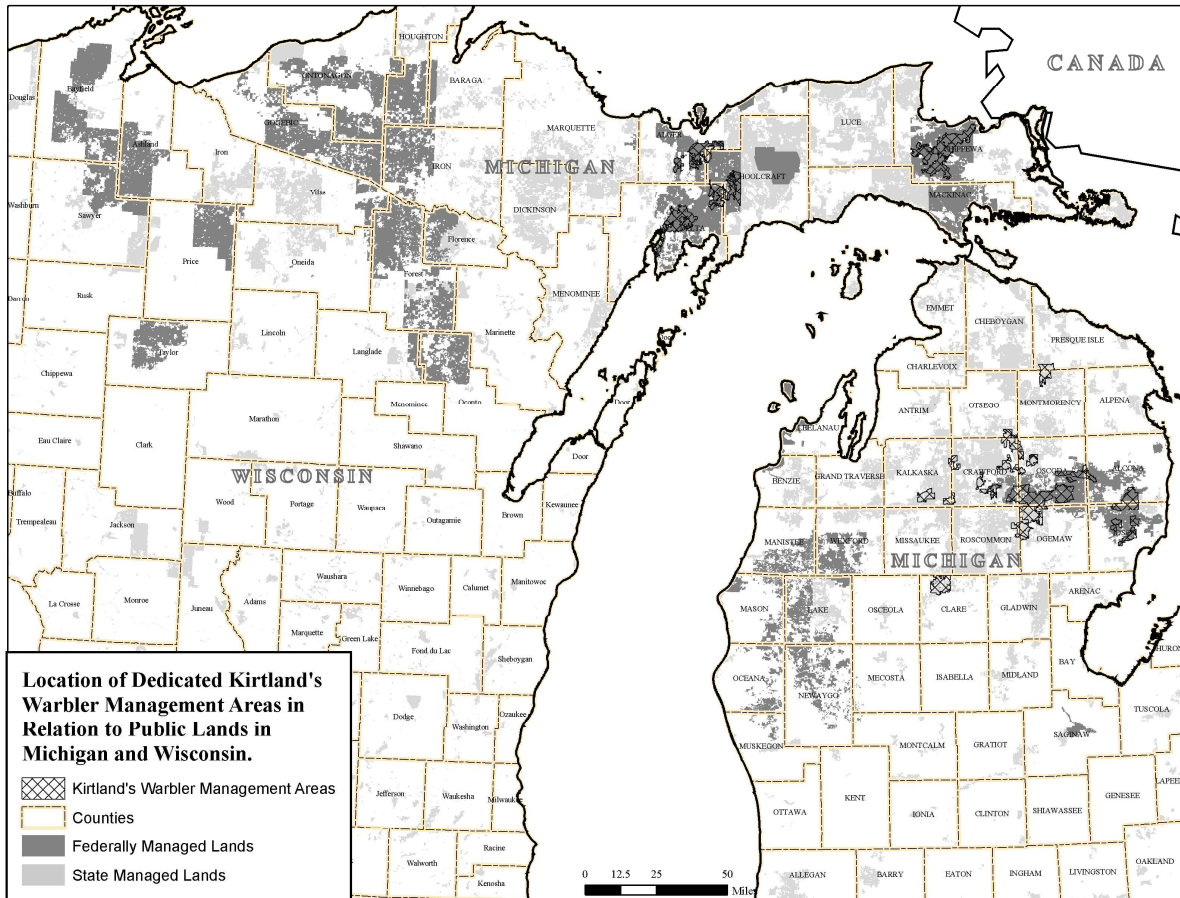 HOUGHTON
CANADA
ONTONAGON
BARAGA
Bayfield
Douglas
LUCE
GOGEBIC
MARQUETTE
ALGER
Ashland
Iron
IRON
MICHIGAN
CHIPPEWA
HOOLCRAFT
Vilas
MACKINAC
Washburn
DICKINSON
Sawyer
Florence
Price
Oneida
Forest
Rusk
MENOMINEE
EMMET
CHEBOYGAN
Lincoln
Marinette
PRESQUE ISLE
Taylor
Langlade
CHARLEVOIX
Chippewa
Menominee
Oconto
Door
ANTRIM
OTSEGO
MONTMORENCY
ALPENA
Marathon
Eau Claire
Clark
Shawano
Door
ELANAU
WISCONSIN
KALKASKA
CRAWFORD
OSCODA
ALCONA
BENZIE
GRAND TRAVERSE
Buffalo
Wood
Portage
Waupaca
Outagamie
Brown
Kewaunee
Trempealeau
Jackson
MANISTEE
WEXFORD
MISSAUKEE
ROSCOMMON
OGEMAW
MICHIGAN
Waushara
Winnebago
Calumet
Manitowoc
La Crosse
Monroe
Juneau
Adams
MASON
LAKE
OSCEOLA
CLARE
GLADWIN
ARENAC
Marquette
Green Lake
Fond du Lac
Sheboygan
HURON
BAY
OCEANA
NEWAYGO
MECOSTA
ISABELLA
MIDLAND
TUSCOLA
Location of Dedicated Kirtland's
Warbler Management Areas in
Relation to Public Lands in
Michigan and Wisconsin.
Kirtland's Warbler Management Areas
Counties
Federally Managed Lands
State Managed Lands
Dodge
Washington
Ozaukee
SAGINAW
MUSKEGON
MONTCALM
GRATIOT
Jefferson
Waukesha
Milwaukee
OTTAWA
KENT
IONIA
CLINTON
SHIAWASSEE
GENESEE
LAPEE
Racine
Walworth
Kenosha
ALLEGAN
BARRY
EATON
INGHAM
LIVINGSTON
OAKLAND
0 12.5 25 50
Miles